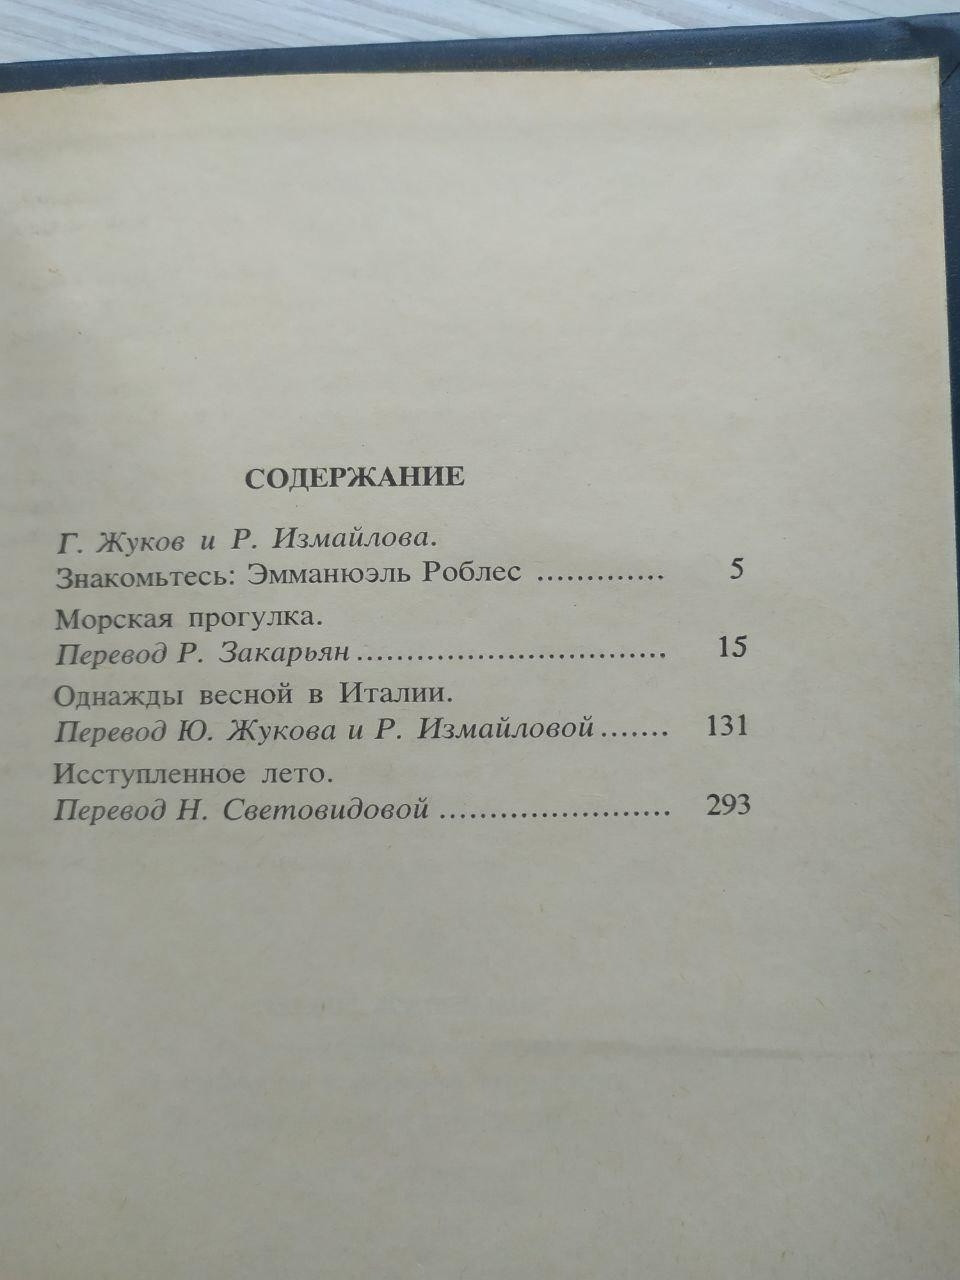 СОДЕРЖАНИЕ
Г. Жуков и Р. Измайлова.
Знакомьтесь: Эмманюэль Роблес ............. 5
Морская прогулка.
Перевод Р. Закарьян............................... 15
Однажды весной в Италии.
Перевод Ю. Жукова и Р. Измайловой....... 131
Исступленное лето.
Перевод Н. Световидовой ....................... 293